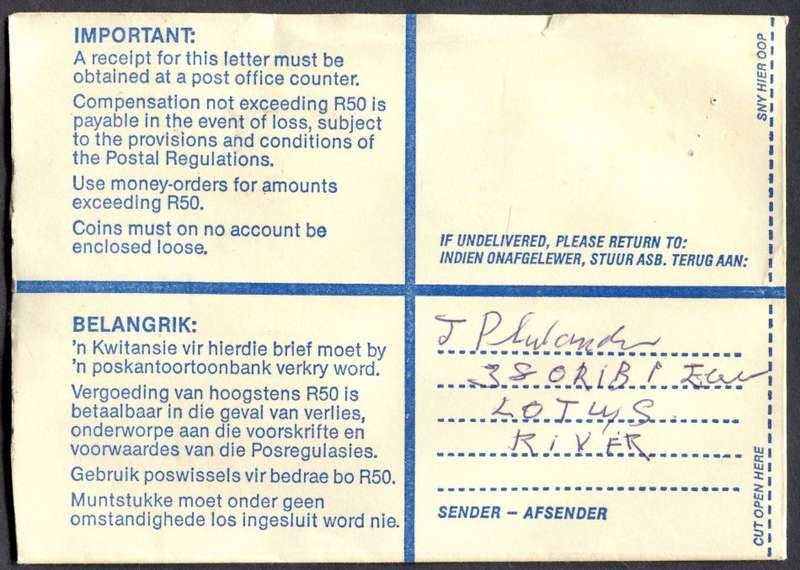 IMPORTANT:
A receipt for this letter must be
obtained at a post office counter.
Compensation not exceeding R50 is
payable in the event of loss, subject
to the provisions and conditions of
the Postal Regulations.
Use money-orders for amounts
exceeding R50.
Coins must on no account be
enclosed loose.
IF UNDELIVERED, PLEASE RETURN TO:
INDIEN ONAFGELEWER, STUUR ASB. TERUG AAN:
SNY HIER OOP
BELANGRIK:
'n Kwitansie vir hierdie brief moet by
'n poskantoortoonbank verkry word.
Vergoeding van hoogstens R50 is
betaalbaar in die geval van verlies,
onderworpe aan die voorskrifte en
voorwaardes van die Posregulasies.
Gebruik poswissels vir bedrae bo R50.
Muntstukke moet onder geen
omstandighede los ingesluit word nie.
J Philander
38 ORIBI
LOTUS
RIVER
SENDER – AFSENDER
CUT OPEN HERE